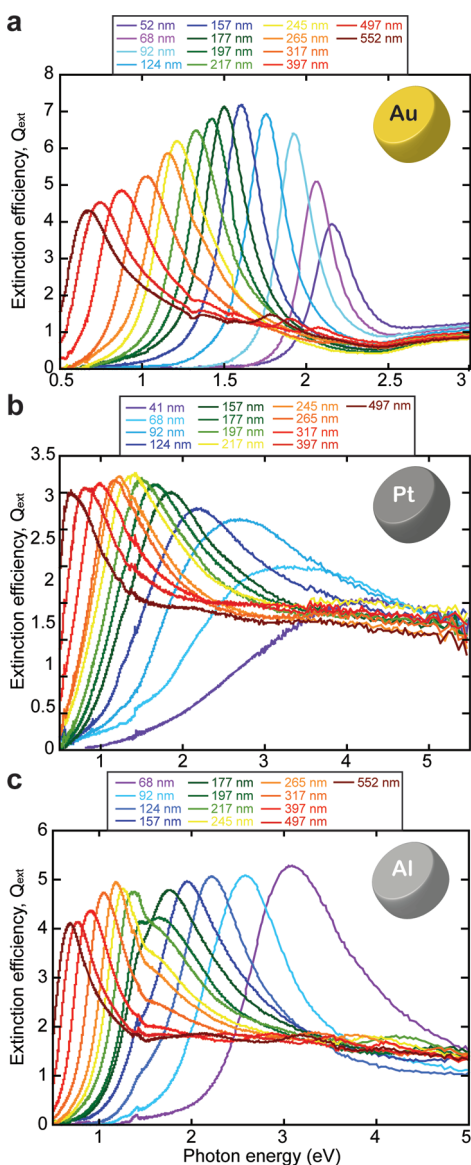 a
52 nm 157 nm 245 nm 497 nm
68 nm 177 nm 265 nm 552 nm
92 nm 197 nm 317 nm
124 nm 217 nm 397 nm
Extinction efficiency, Qext
8
7
6
5
4
3
2
1
0
Au
0.5 1 1.5 2 2.5 3
b
41 nm 157 nm 245 nm 497 nm
68 nm 177 nm 265 nm
92 nm 197 nm 317 nm
124 nm 217 nm 397 nm
Extinction efficiency, Qext
3.5
3
2.5
2
1.5
1
0.5
0
Pt
1 2 3 4 5
c
68 nm 177 nm 265 nm 552 nm
92 nm 197 nm 317 nm
124 nm 217 nm 397 nm
157 nm 245 nm 497 nm
Extinction efficiency, Qext
6
5
4
3
2
1
0
Al
1 2 3 4 5
Photon energy (eV)